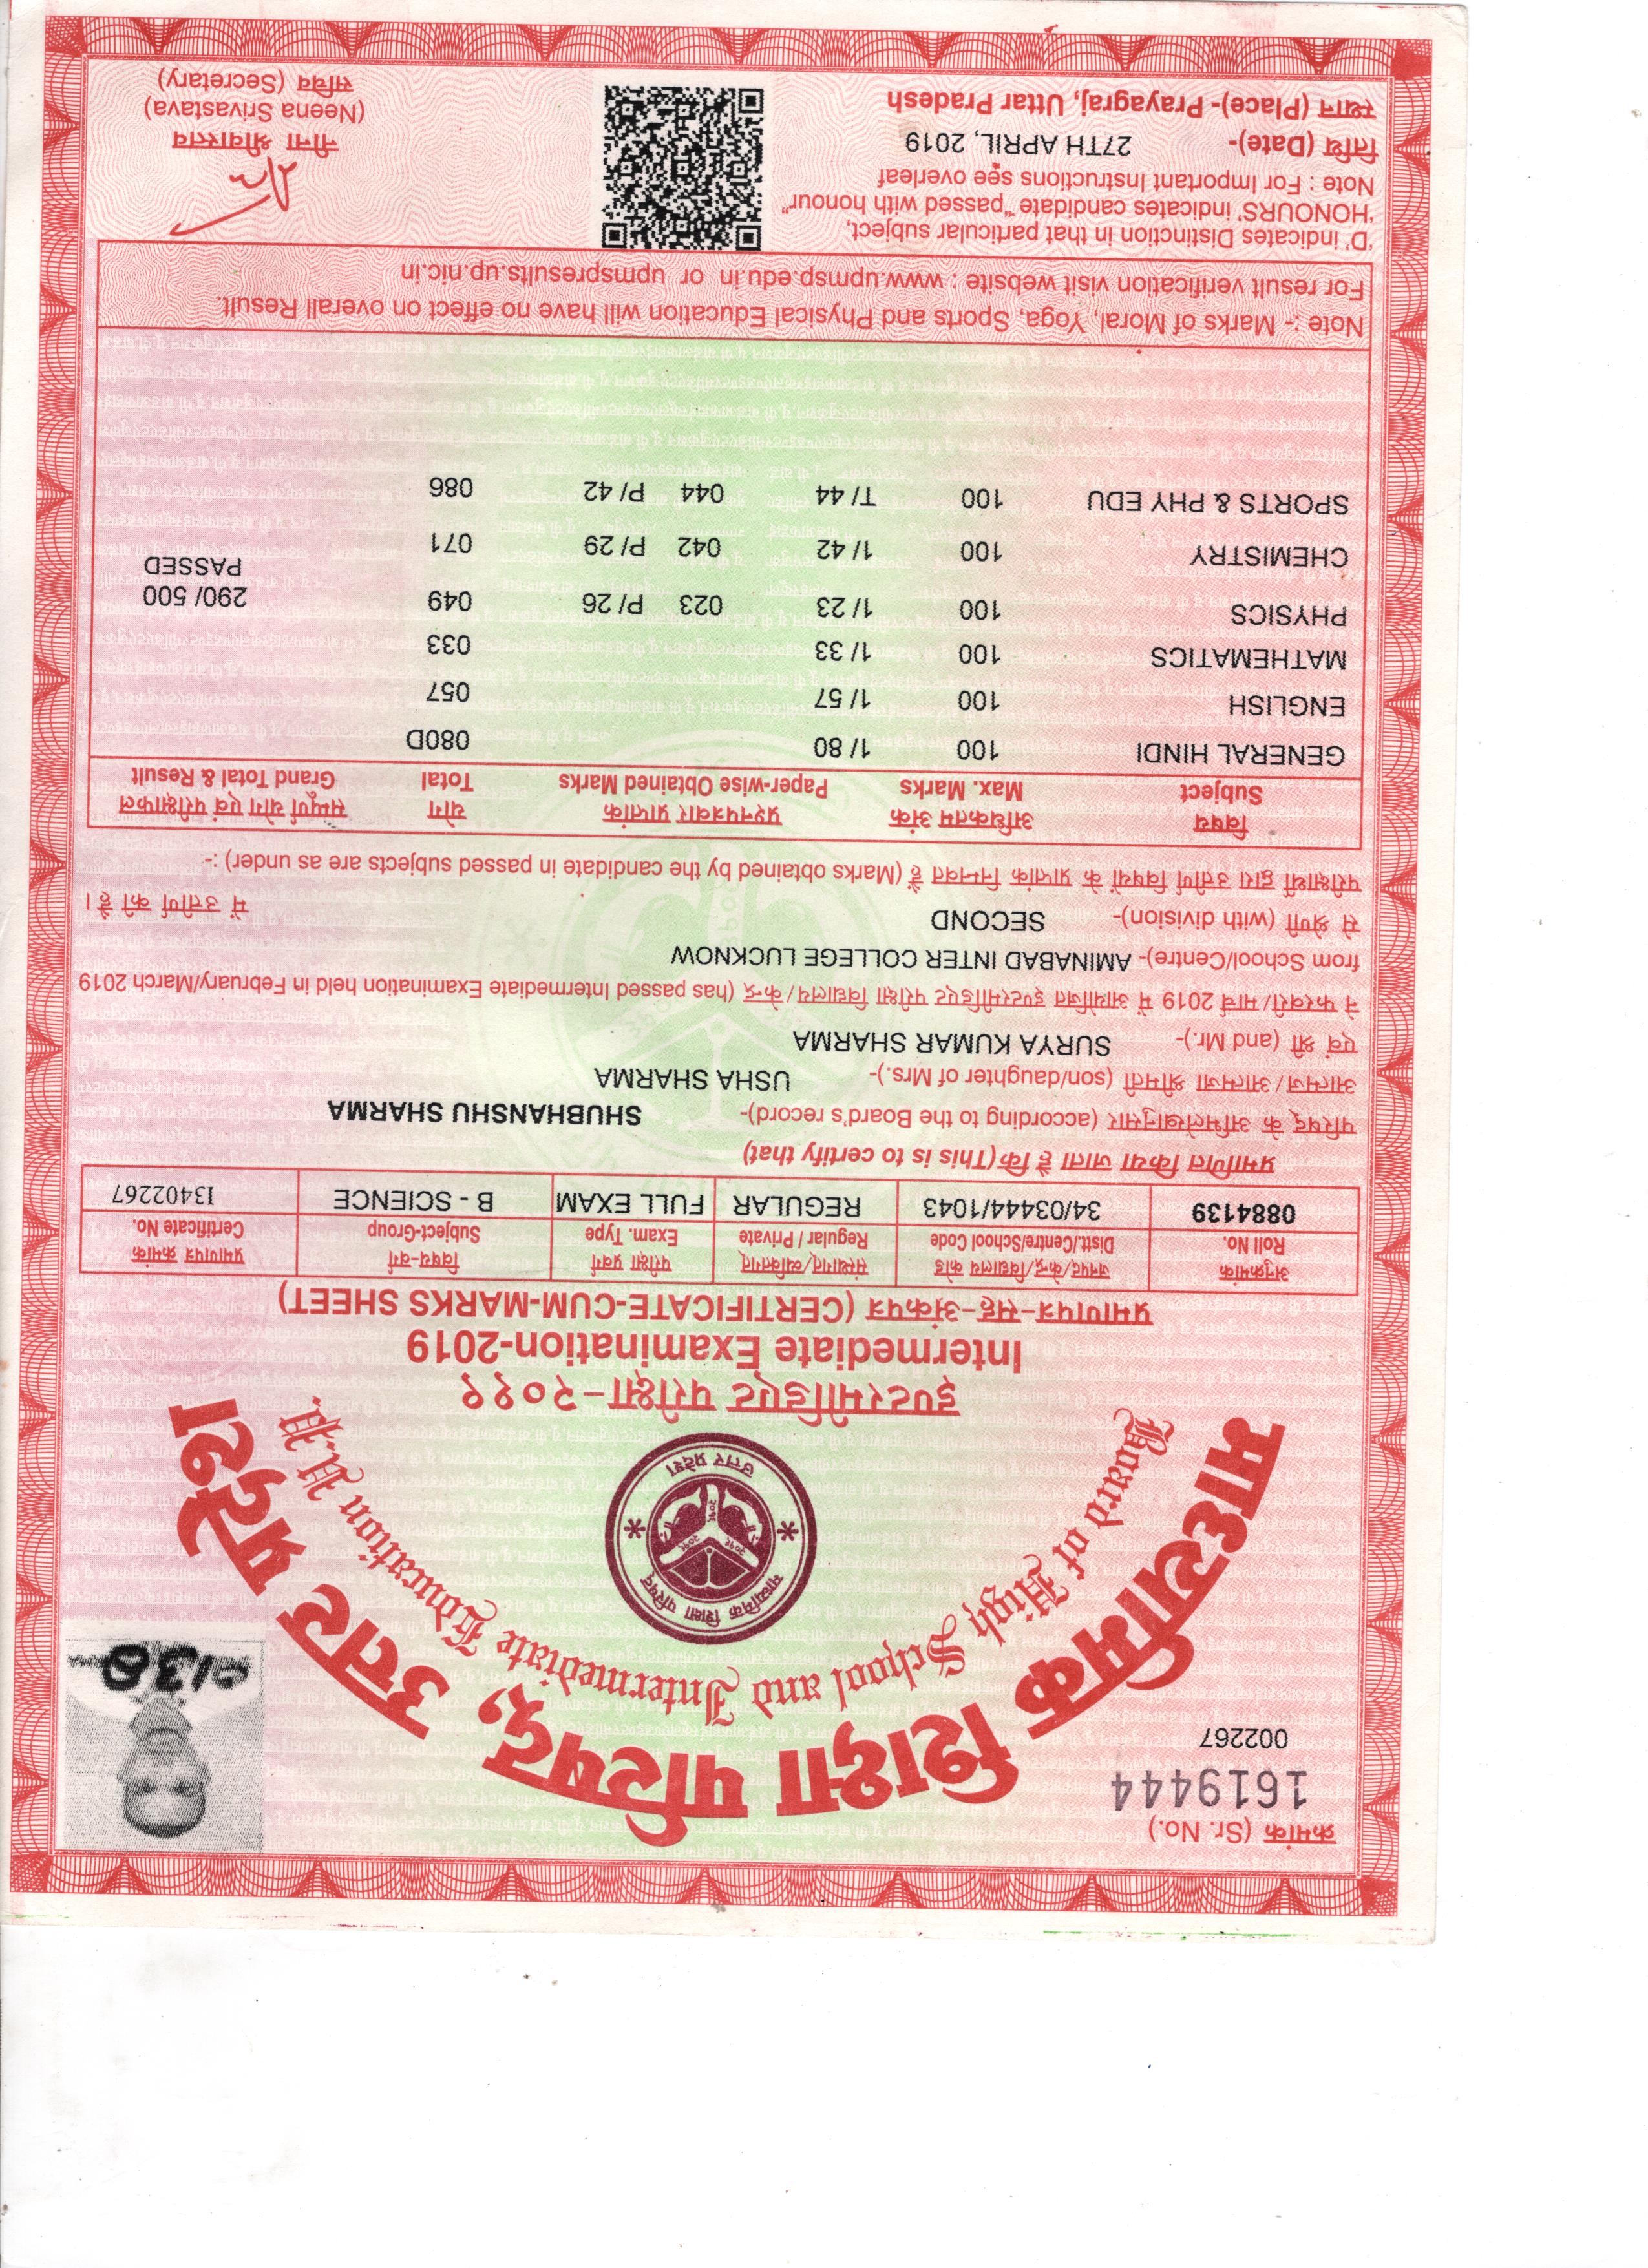 क्रमांक (Sr. No.)
1619444
002267
माध्यमिक शिक्षा परिषद्, उत्तर प्रदेश
Board of High School and Intermediate Education U.P.
माध्यमिक शिक्षा परिषद्
उत्तर प्रदेश
0138
इण्टरमीडिएट परीक्षा-२०१९
Intermediate Examination-2019
प्रमाणपत्र-सह-अंकपत्र (CERTIFICATE-CUM-MARKS SHEET)
अनुक्रमांक जनपद/केन्द्र/विद्यालय कोड संस्थागत/व्यक्तिगत् परीक्षा प्रवर्ग विषय-वर्ग प्रमाणपत्र क्रमांक
Roll No. Distt./Centre/School Code Regular / Private Exam. Type Subject-Group Certificate No.
0884139 34/03444/1043 REGULAR FULL EXAM B - SCIENCE 13402267
प्रमाणित किया जाता है कि (This is to certify that)
परिषद् के अभिलेखानुसार (according to the Board's record)- SHUBHANSHU SHARMA
आत्मज/आत्मजा श्रीमती (son/daughter of Mrs.)- USHA SHARMA
एवं श्री (and Mr.)- SURYA KUMAR SHARMA
ने फरवरी/मार्च 2019 में आयोजित इण्टरमीडिएट परीक्षा विद्यालय/केन्द्र (has passed Intermediate Examination held in February/March 2019
from School/Centre)- AMINABAD INTER COLLEGE LUCKNOW
से श्रेणी (with division)- SECOND में उत्तीर्ण की है।
परीक्षार्थी द्वारा उत्तीर्ण विषयों के प्राप्तांक निम्नवत हैं (Marks obtained by the candidate in passed subjects are as under) :-
विषय अधिकतम अंक प्रश्नपत्रवार प्राप्तांक योग सम्पूर्ण योग एवं परीक्षाफल
Subject Max. Marks Paper-wise Obtained Marks Total Grand Total & Result
GENERAL HINDI 100 1/ 80 080D
ENGLISH 100 1/ 57 057
MATHEMATICS 100 1/ 33 033
PHYSICS 100 1/ 23 023 P/ 26 049 290/ 500
PASSED
CHEMISTRY 100 1/ 42 042 P/ 29 071
SPORTS & PHY EDU 100 T/ 44 044 P/ 42 086
Note :- Marks of Moral, Yoga, Sports and Physical Education will have no effect on overall Result.
For result verification visit website : www.upmsp.edu.in or upmspresults.up.nic.in
'D' indicates Distinction in that particular subject,
'HONOURS' indicates candidate "passed with honour"
Note : For Important Instructions see overleaf
तिथि (Date)- 27TH APRIL, 2019
स्थान (Place)- Prayagraj, Uttar Pradesh
नीना श्रीवास्तव
(Neena Srivastava)
सचिव (Secretary)